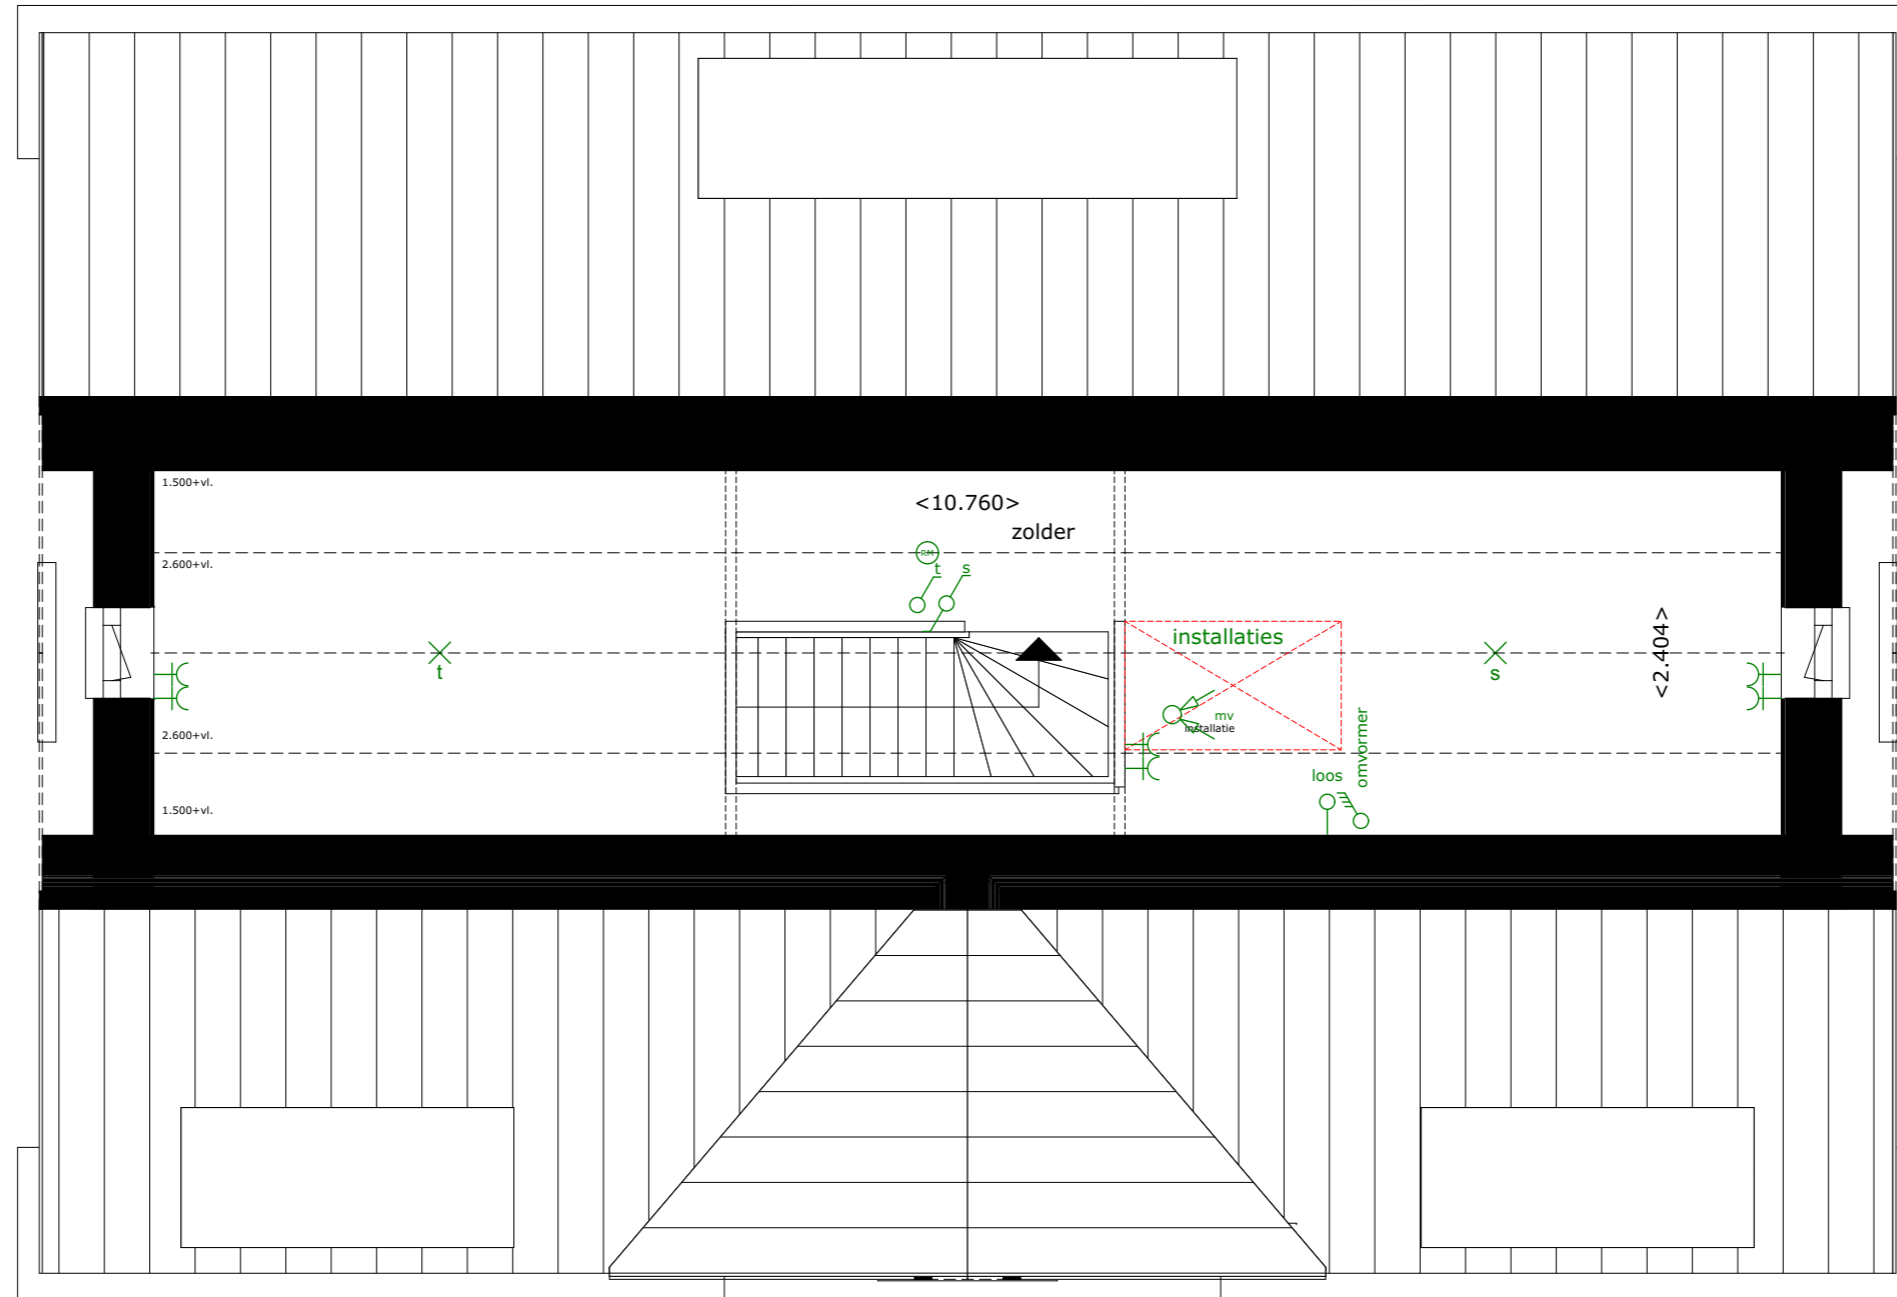 1.500+vl.
<10.760>
zolder
2.600+vl.
RM
t
s
installaties
<2.404>
t
s
mv
installatie
omvormer
2.600+vl.
loos
1.500+vl.